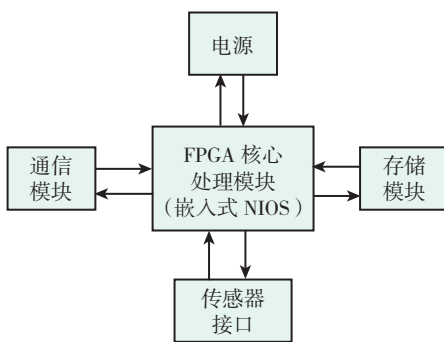 电源
通信
模块
FPGA 核心
处理模块
（嵌入式 NIOS）
存储
模块
传感器
接口